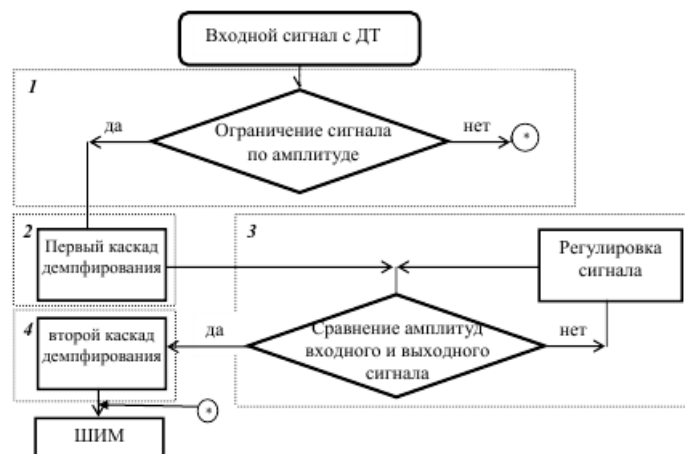 Входной сигнал с ДТ
1
да
Ограничение сигнала
по амплитуде
нет
*
2
Первый каскад
демпфирования
3
Регулировка
сигнала
4
второй каскад
демпфирования
да
Сравнение амплитуд
входного и выходного
сигнала
нет
*
ШИМ